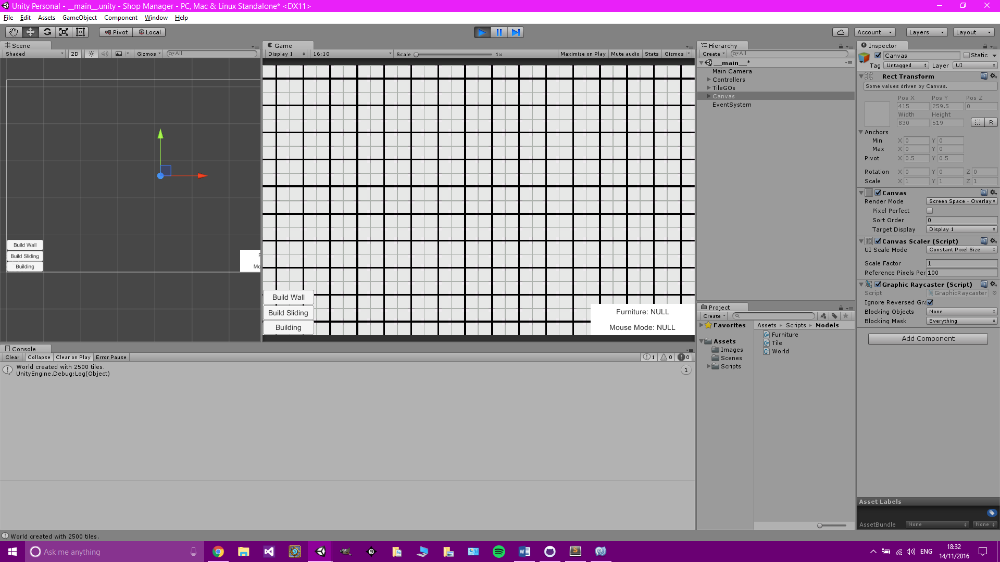 Unity Personal - __main__.unity - Shop Manager - PC, Mac & Linux Standalone* <DX11>
File Edit Assets GameObject Component Window Help
Pivot Local Account Layers Layout
Scene
Shaded 2D Gizmos All
Build Wall
Build Sliding
Building
Mo
Game
Display 1 16:10 Scale 1x Maximize on Play Mute audio Stats Gizmos
Build Wall
Build Sliding
Building
Furniture: NULL
Mouse Mode: NULL
Hierarchy
Create All
__main__*
Main Camera
Controllers
TileGOs
Canvas
EventSystem
Project
Create
Favorites
Assets
Images
Scenes
Scripts
Assets Scripts Models
Furniture
Tile
World
Inspector
Canvas Static
Tag Untagged Layer UI
Rect Transform
Some values driven by Canvas.
Pos X Pos Y Pos Z
415 259.5 0
Width Height
830 519 R
Anchors
Min X 0 Y 0
Max X 0 Y 0
Pivot X 0.5 Y 0.5
Rotation X 0 Y 0 Z 0
Scale X 1 Y 1 Z 1
Canvas
Render Mode Screen Space - Overlay
Pixel Perfect
Sort Order 0
Target Display Display 1
Canvas Scaler (Script)
UI Scale Mode Constant Pixel Size
Scale Factor 1
Reference Pixels Per 100
Graphic Raycaster (Script)
Script GraphicRaycaster
Ignore Reversed Gra
Blocking Objects None
Blocking Mask Everything
Add Component
Asset Labels
AssetBundle None None
Console
Clear Collapse Clear on Play Error Pause 1 0 0
World created with 2500 tiles.
UnityEngine.Debug:Log(Object)
1
World created with 2500 tiles.
Ask me anything
ENG
18:32
14/11/2016